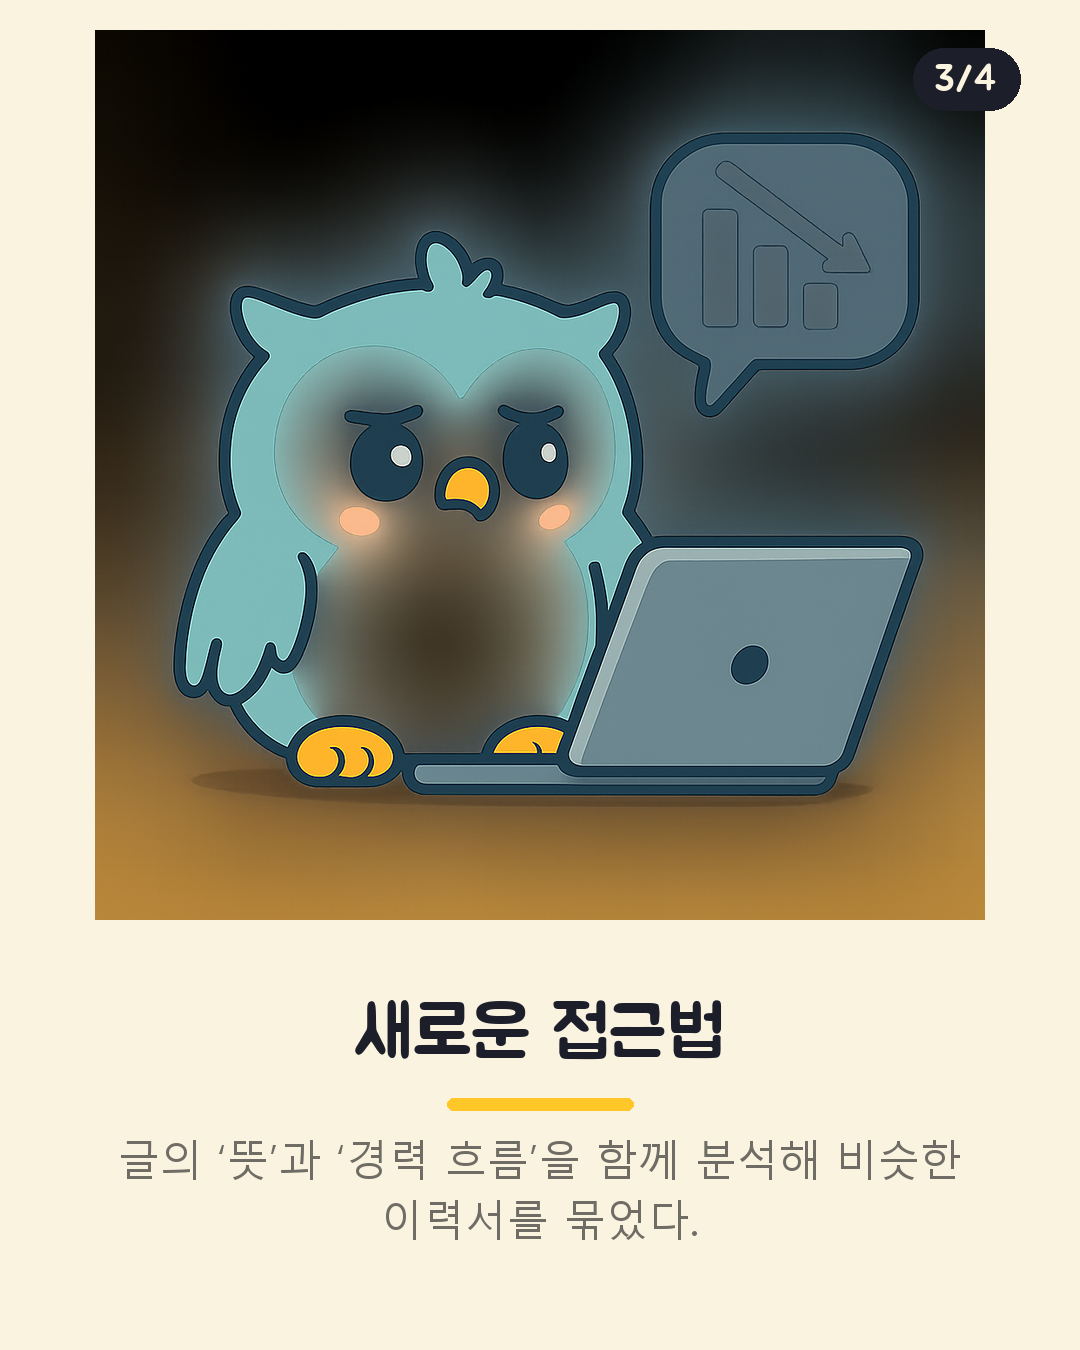 3/4
새로운 접근법
글의 ‘뜻’과 ‘경력 흐름’을 함께 분석해 비슷한
이력서를 묶었다.